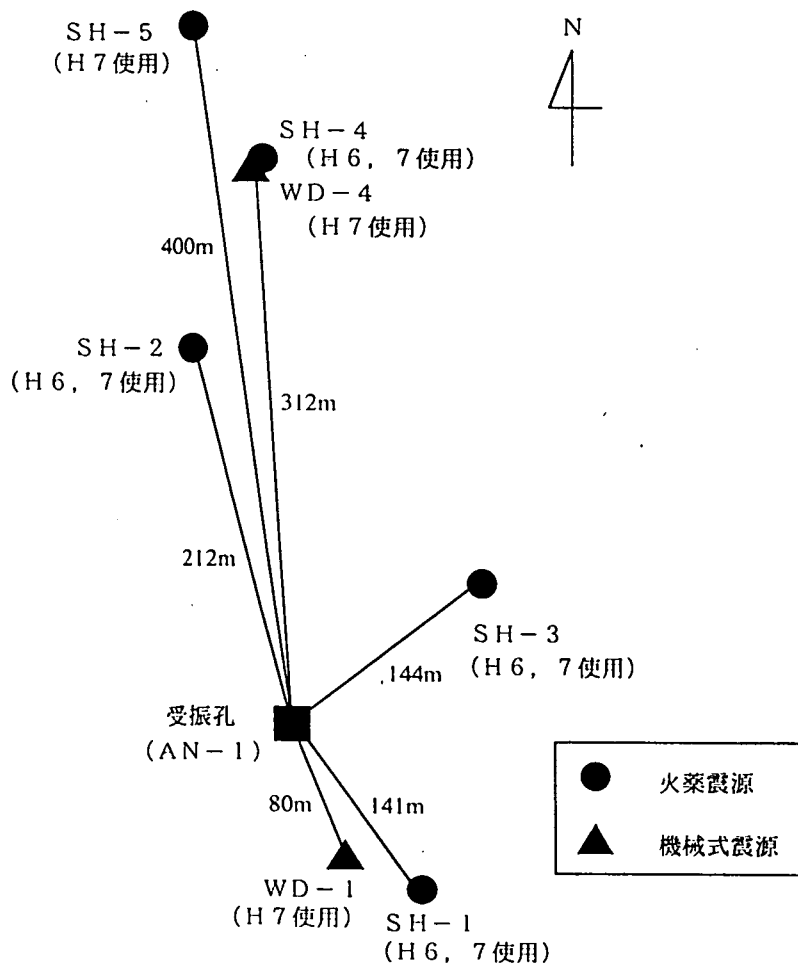 SH-5
(H7使用)
N
SH-4
(H6, 7使用)
WD-4
(H7使用)
400m
SH-2
(H6, 7使用)
312m
212m
SH-3
(H6, 7使用)
144m
受振孔
(AN-1)
80m
141m
WD-1
(H7使用)
SH-1
(H6, 7使用)
火薬震源
機械式震源